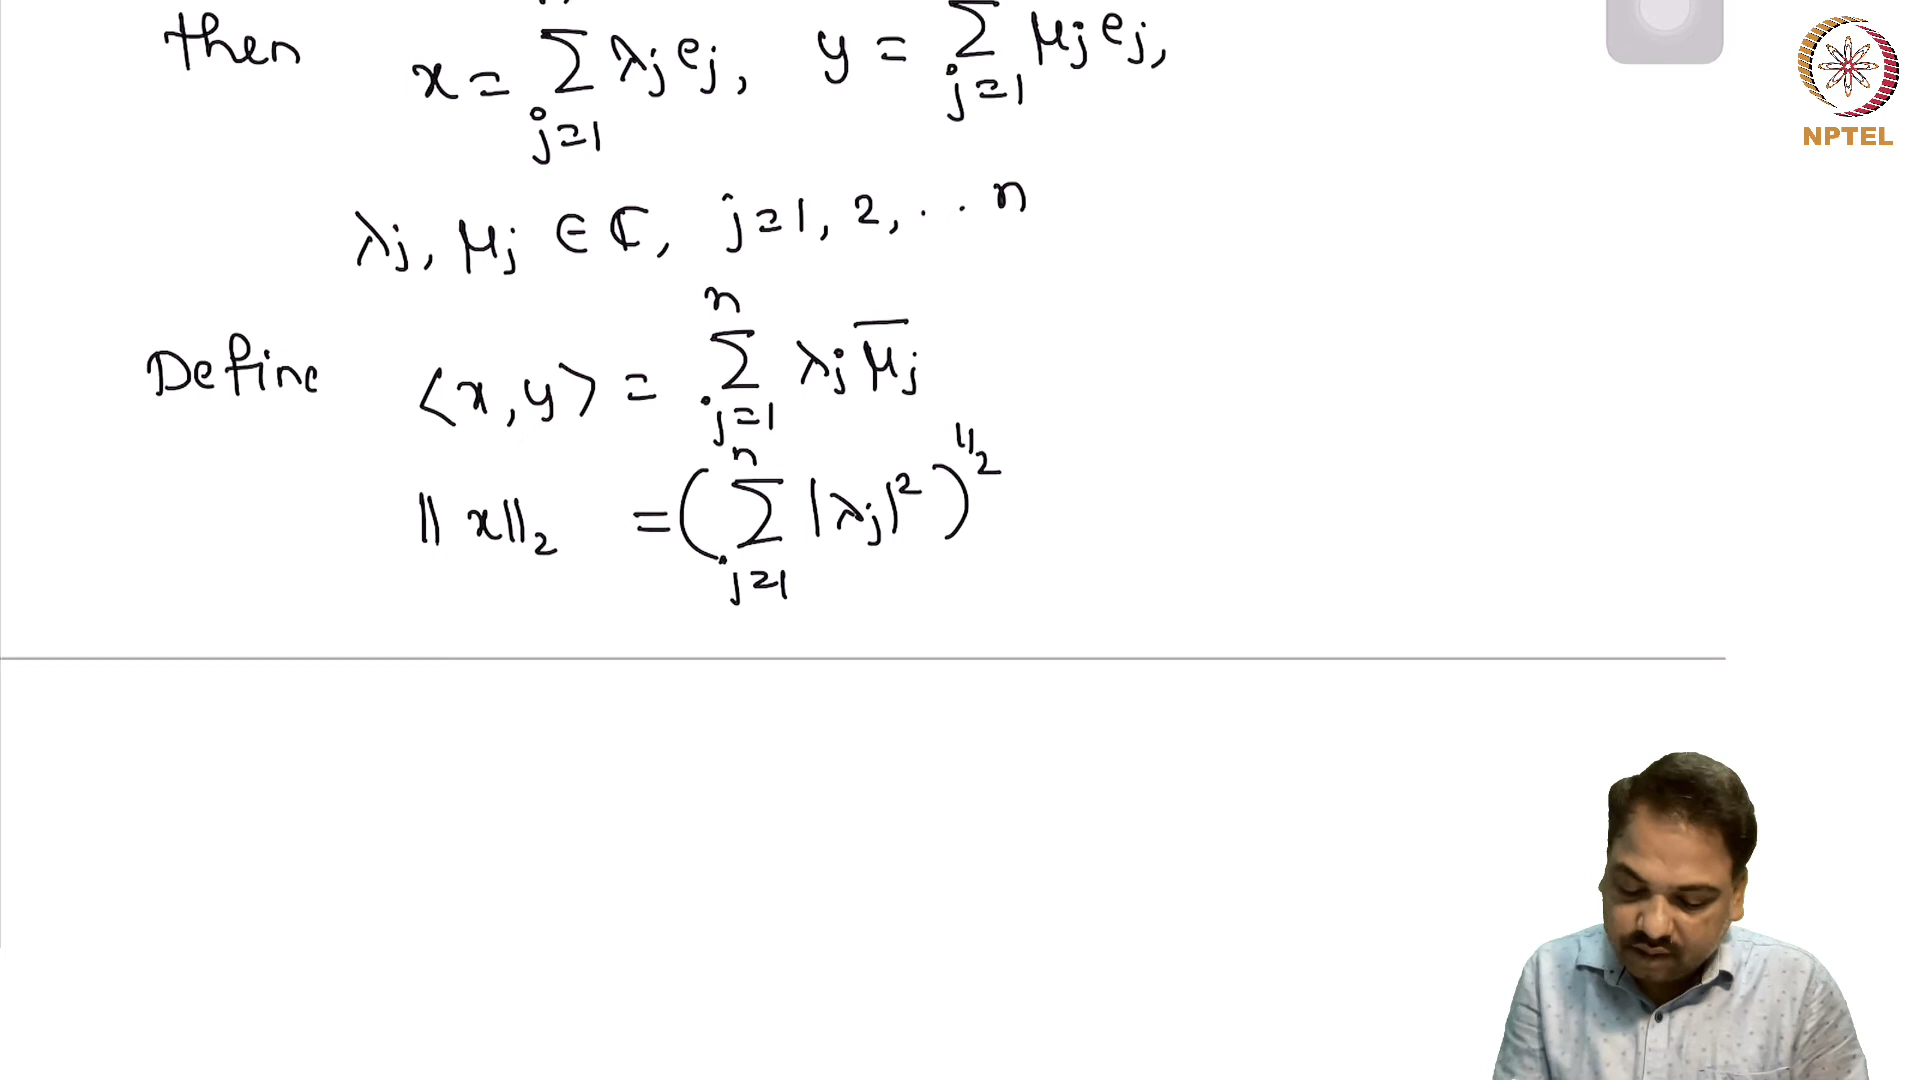 then x = ∑_{j=1} λ_j e_j, y = ∑_{j=1} μ_j e_j,
λ_j, μ_j ∈ ℂ, j=1, 2, .. n
Define ⟨x, y⟩ = ∑_{j=1}^{n} λ_j \overline{μ_j}
‖x‖_2 = (∑_{j=1}^{n} |λ_j|^2)^{1/2}
NPTEL